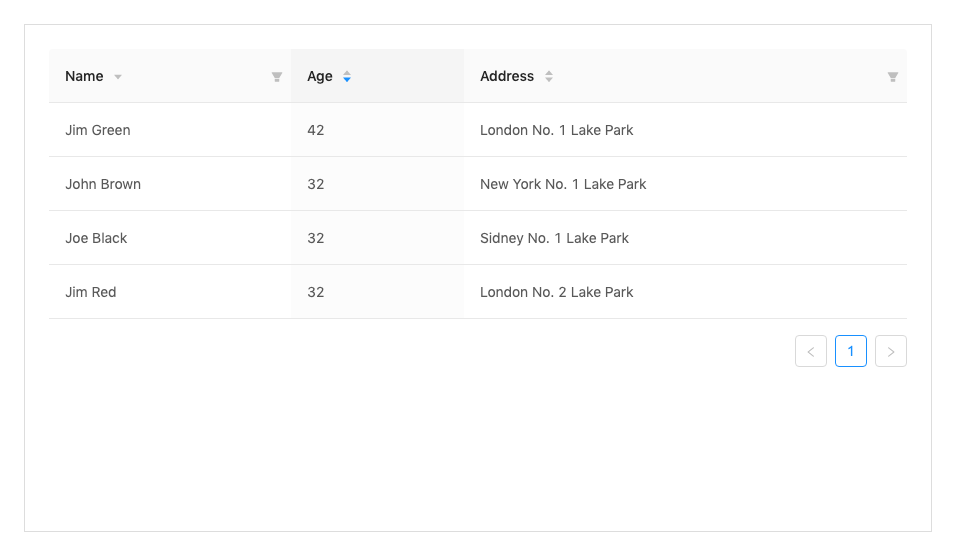 Name Age Address
Jim Green 42 London No. 1 Lake Park
John Brown 32 New York No. 1 Lake Park
Joe Black 32 Sidney No. 1 Lake Park
Jim Red 32 London No. 2 Lake Park
1